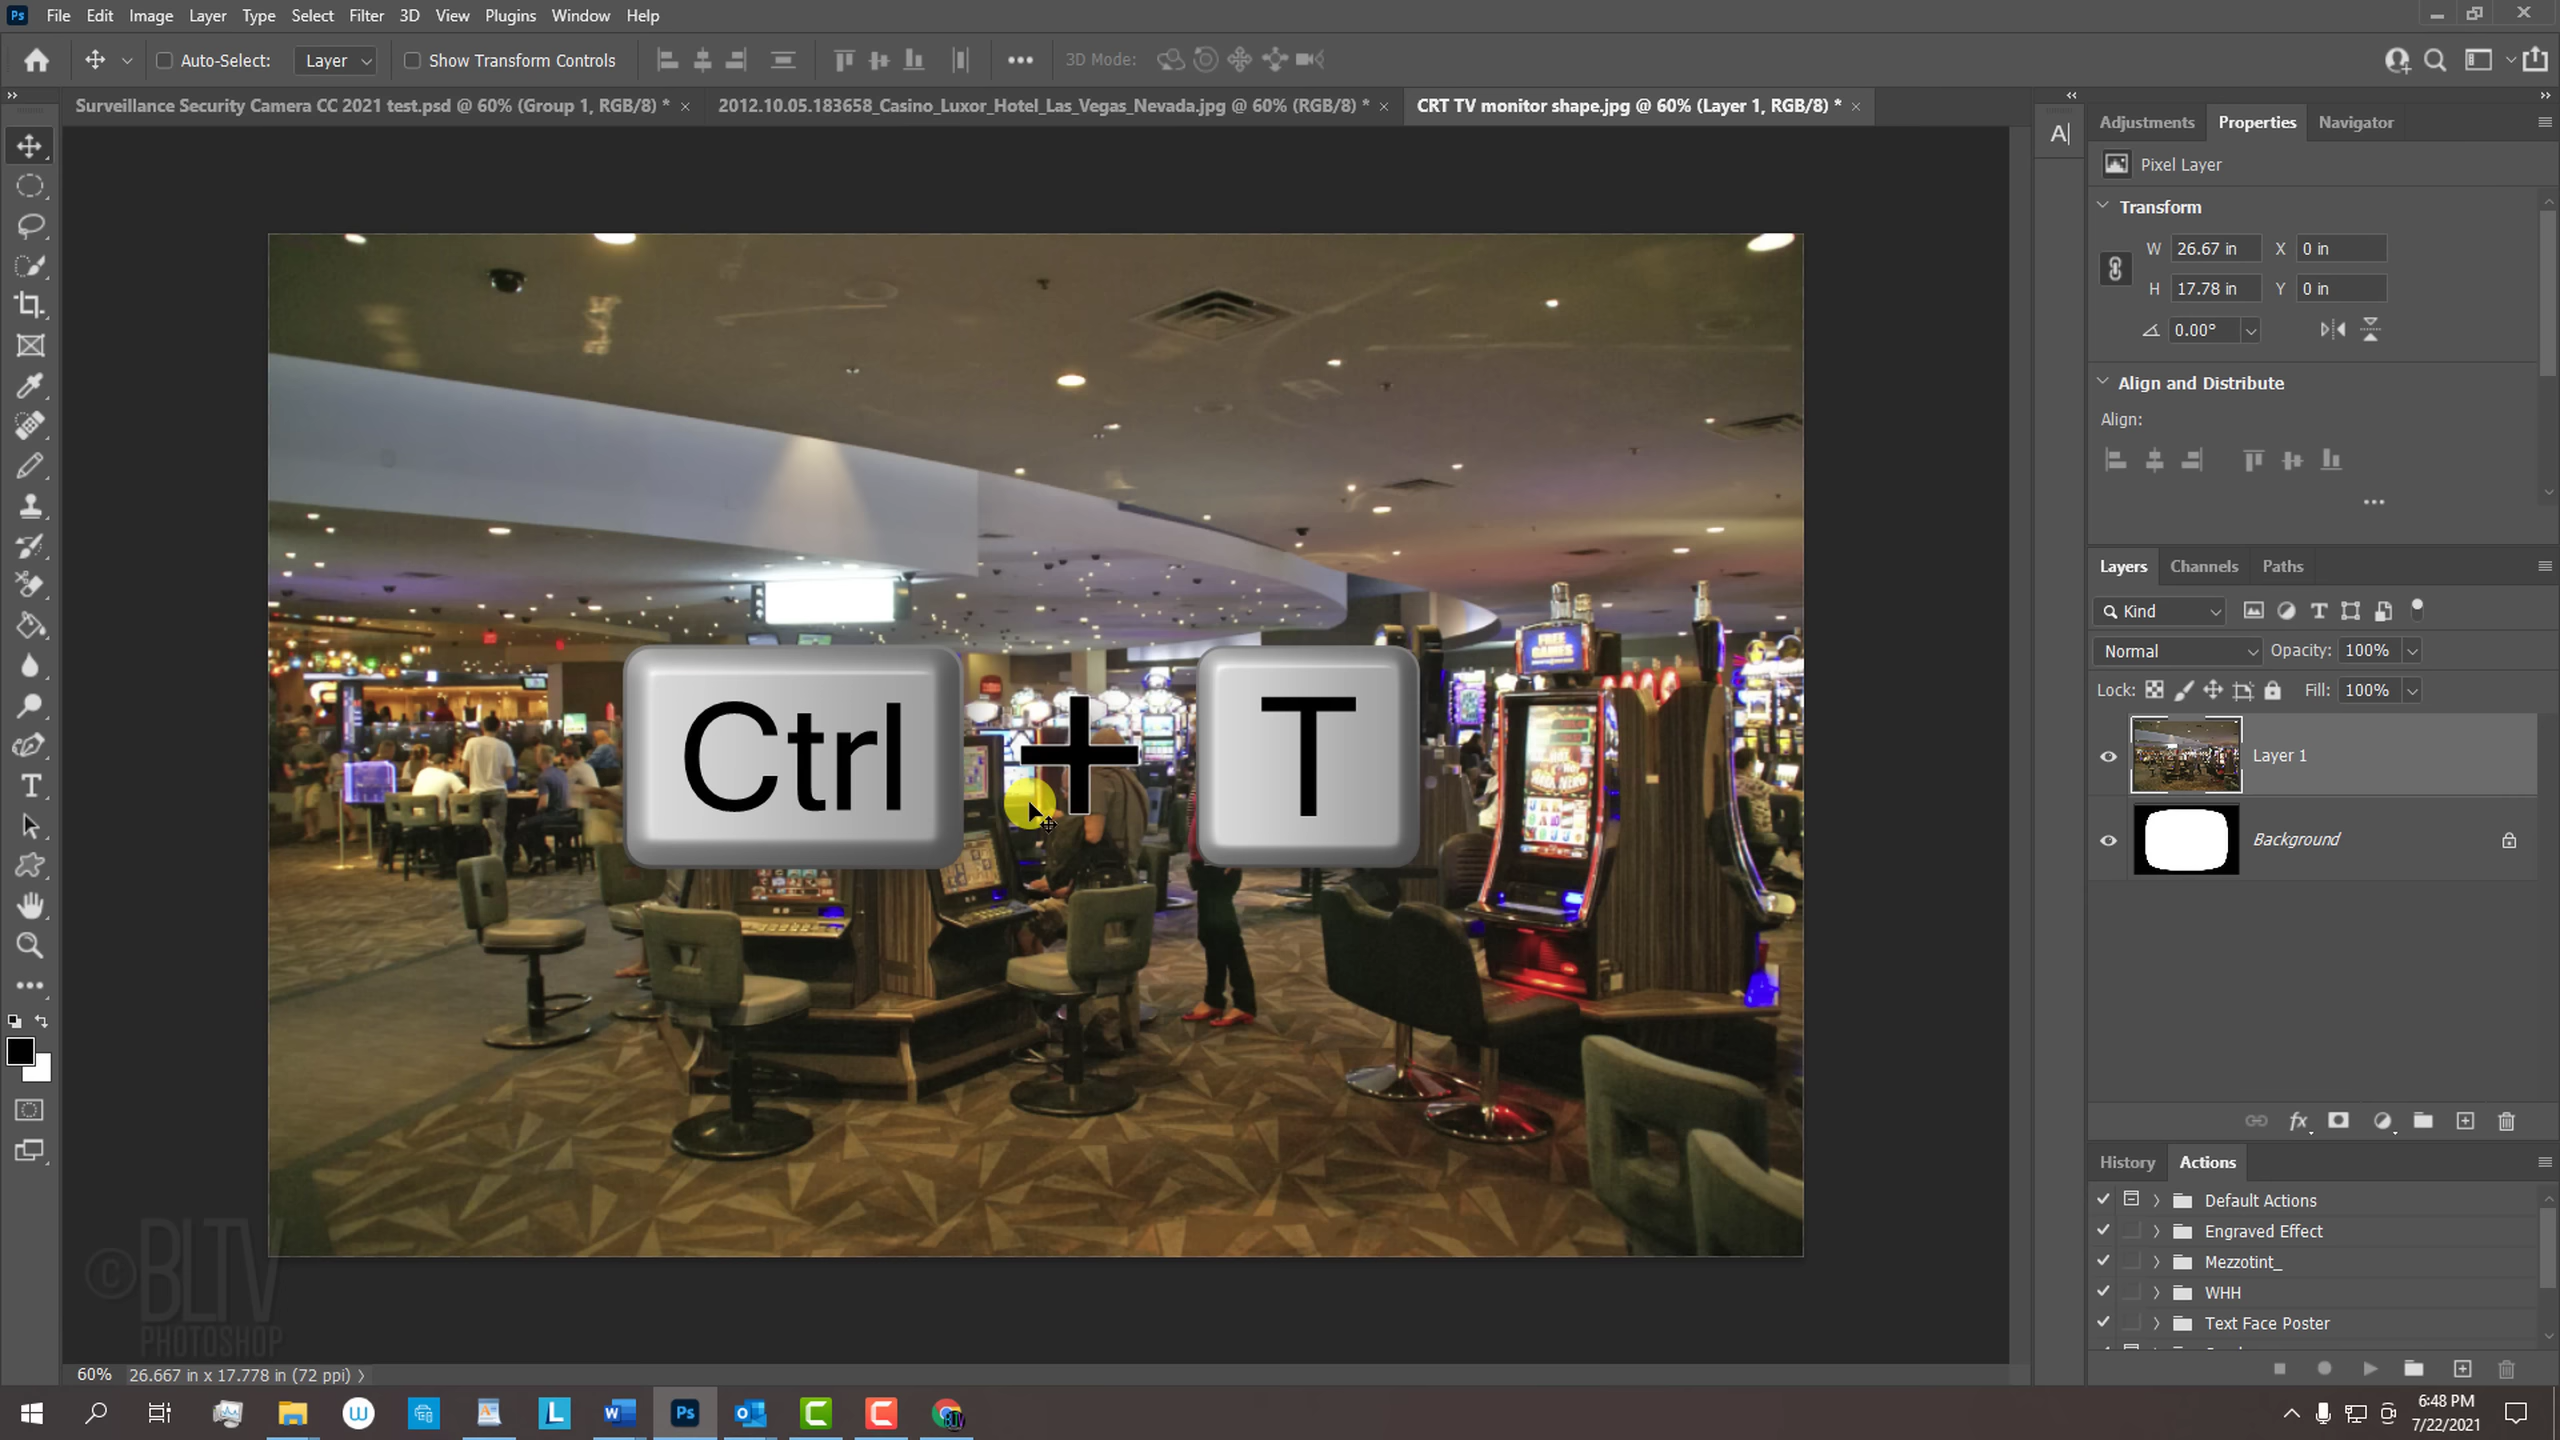 Ps File Edit Image Layer Type Select Filter 3D View Plugins Window Help
Auto-Select: Layer Show Transform Controls 3D Mode:
Surveillance Security Camera CC 2021 test.psd @ 60% (Group 1, RGB/8) * × 2012.10.05.183658_Casino_Luxor_Hotel_Las_Vegas_Nevada.jpg @ 60% (RGB/8) * × CRT TV monitor shape.jpg @ 60% (Layer 1, RGB/8) * ×
Adjustments Properties Navigator
Pixel Layer
Transform
W 26.67 in X 0 in
H 17.78 in Y 0 in
0.00°
Align and Distribute
Align:
Layers Channels Paths
Kind
Normal Opacity: 100%
Lock: Fill: 100%
Layer 1
Background
FREE
GAMES
Ctrl + T
History Actions
Default Actions
Engraved Effect
Mezzotint_
WHH
Text Face Poster
©BLTV
PHOTOSHOP
60% 26.667 in x 17.778 in (72 ppi)
6:48 PM
7/22/2021